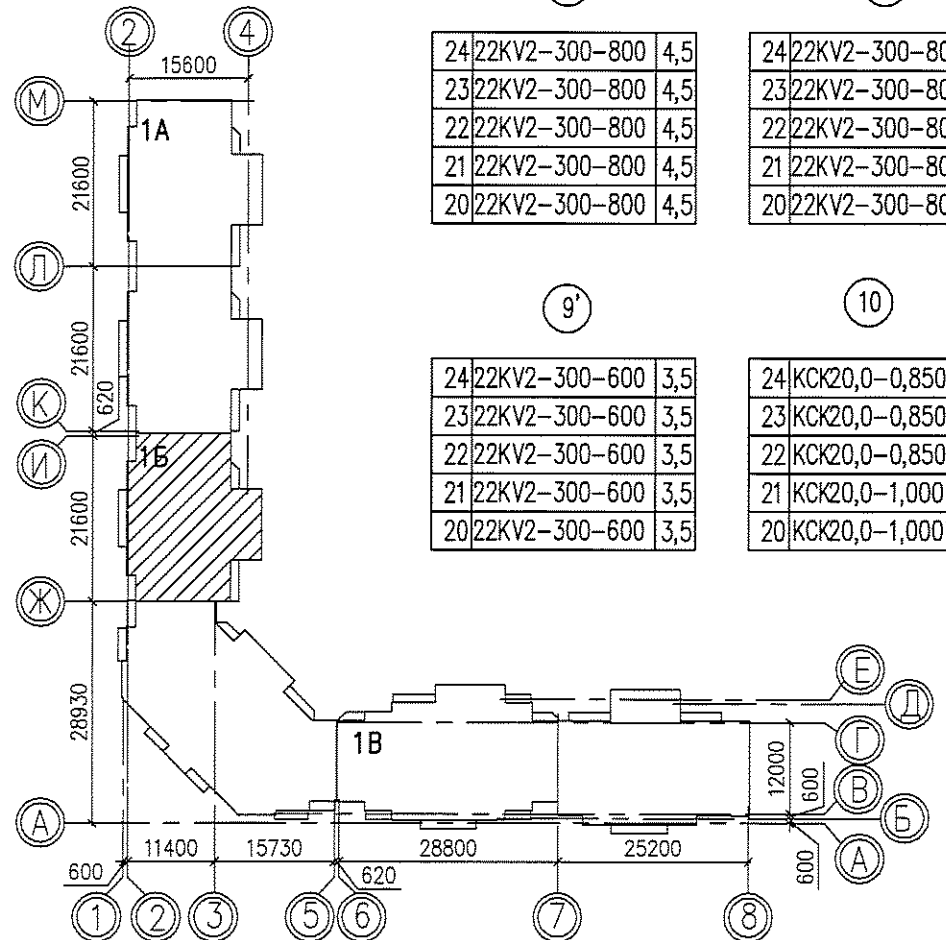 2 4
15600
М
1А
21600
Л
21600
К
620
И
1Б
21600
Ж
28930
Е
Д
Г
1В
12000
600
В
Б
А
А
600
11400 15730 28800 25200
600 620
1 2 3 5 6 7 8
24 22KV2-300-800 4,5
23 22KV2-300-800 4,5
22 22KV2-300-800 4,5
21 22KV2-300-800 4,5
20 22KV2-300-800 4,5
24 22KV2-300-80
23 22KV2-300-80
22 22KV2-300-80
21 22KV2-300-80
20 22KV2-300-80
9'
24 22KV2-300-600 3,5
23 22KV2-300-600 3,5
22 22KV2-300-600 3,5
21 22KV2-300-600 3,5
20 22KV2-300-600 3,5
10
24 КСК20,0-0,850
23 КСК20,0-0,850
22 КСК20,0-0,850
21 КСК20,0-1,000
20 КСК20,0-1,000